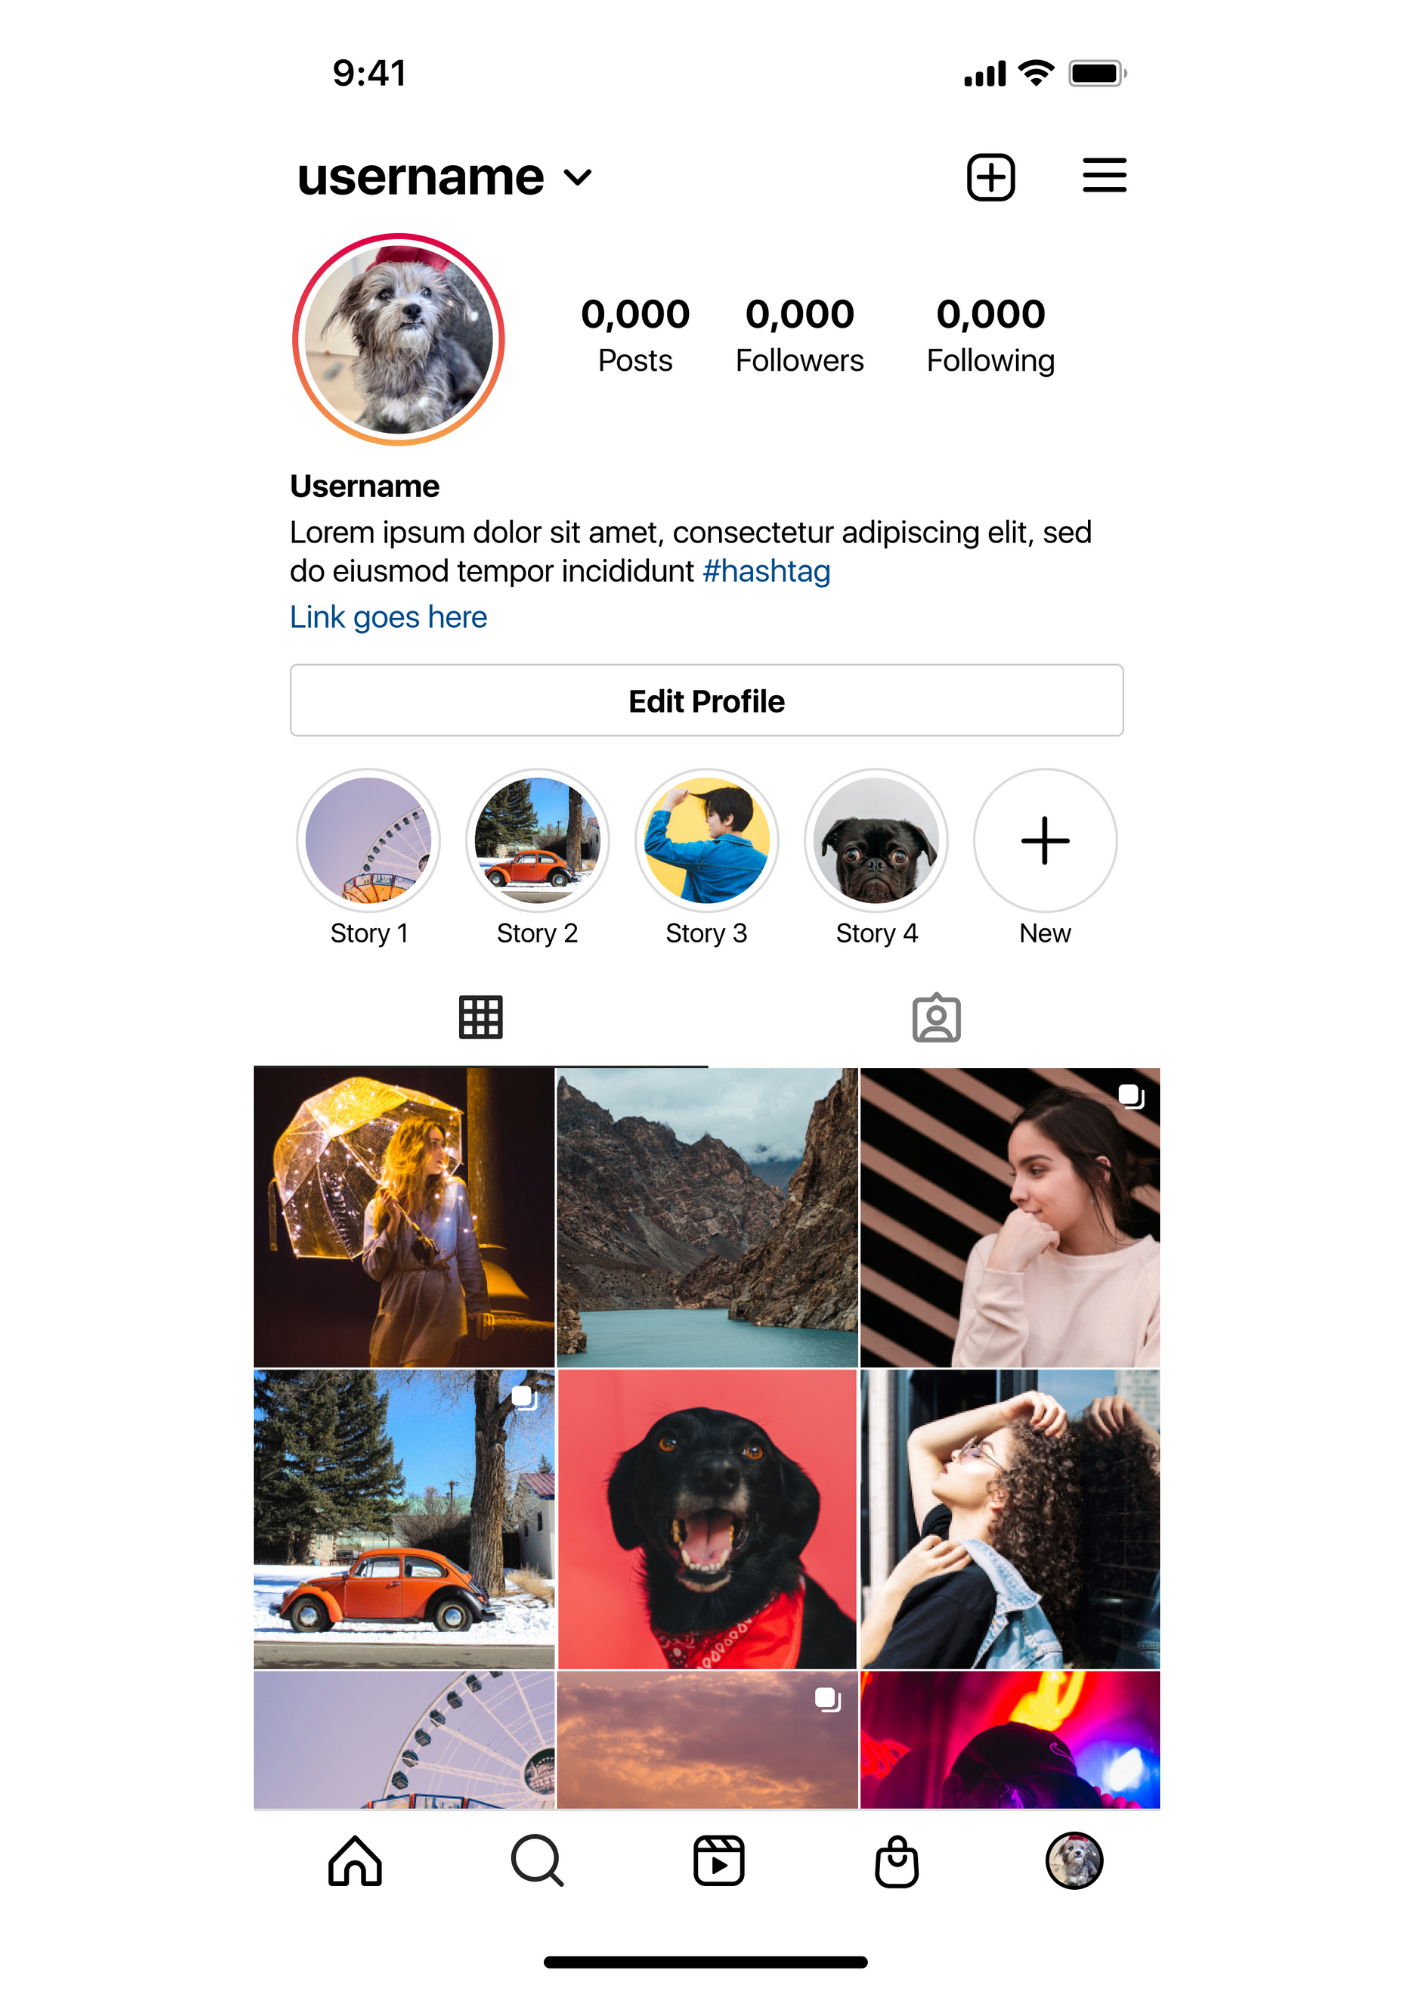 9:41
username
0,000 0,000 0,000
Posts Followers Following
Username
Lorem ipsum dolor sit amet, consectetur adipiscing elit, sed
do eiusmod tempor incididunt #hashtag
Link goes here
Edit Profile
Story 1 Story 2 Story 3 Story 4 New